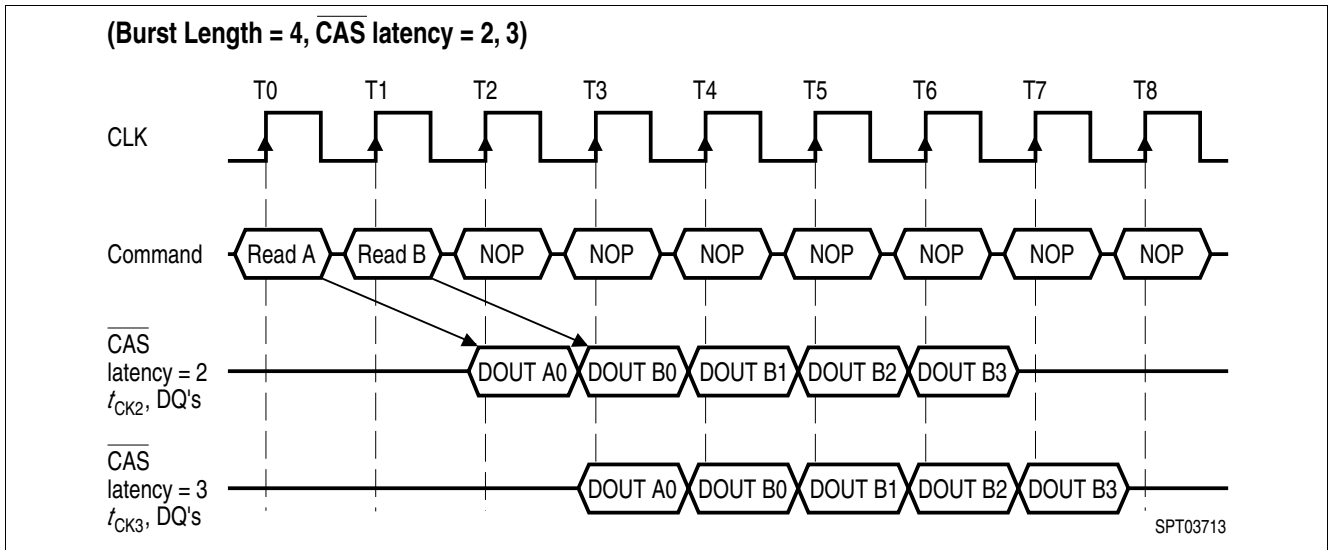 (Burst Length = 4, CAS latency = 2, 3)
T0 T1 T2 T3 T4 T5 T6 T7 T8
CLK
Command Read A Read B NOP NOP NOP NOP NOP NOP NOP
CAS
latency = 2
tCK2, DQ's
DOUT A0 DOUT B0 DOUT B1 DOUT B2 DOUT B3
CAS
latency = 3
tCK3, DQ's
DOUT A0 DOUT B0 DOUT B1 DOUT B2 DOUT B3
SPT03713